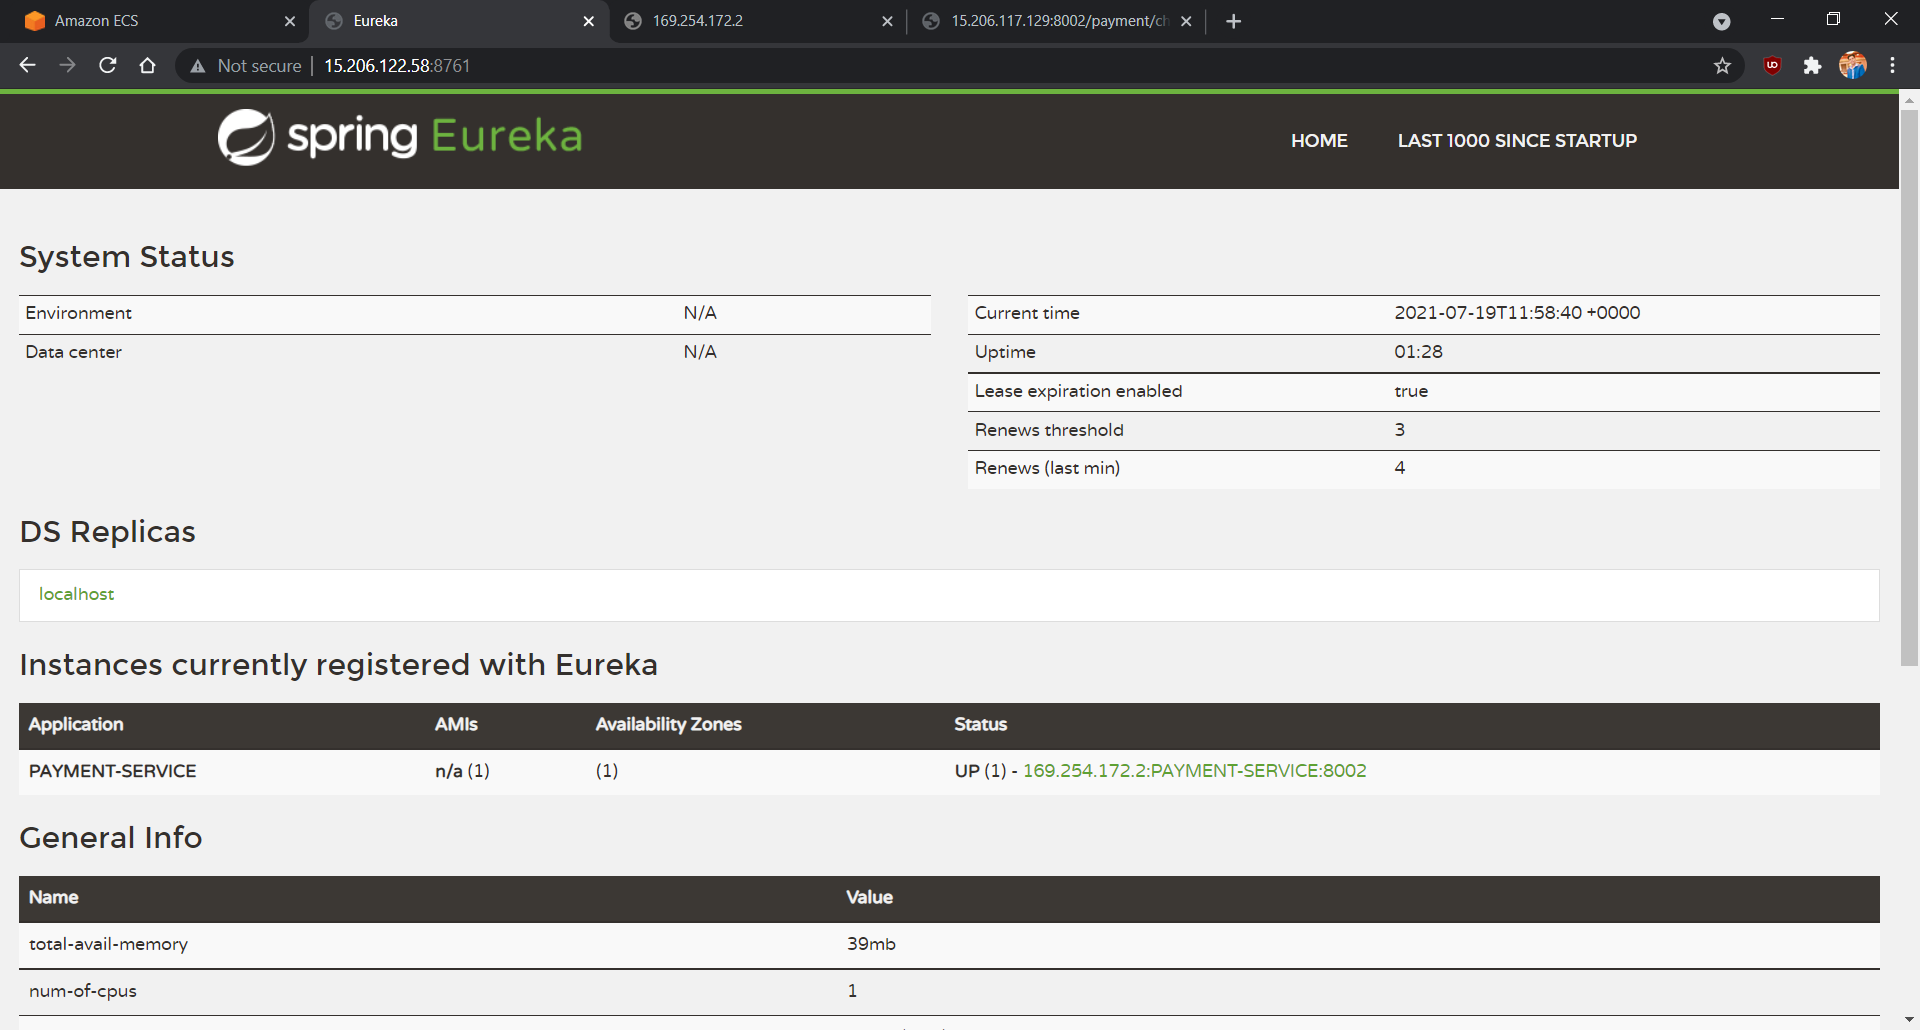 Amazon ECS
Eureka
169.254.172.2
15.206.117.129:8002/payment/ch
Not secure 15.206.122.58:8761
spring Eureka
HOME LAST 1000 SINCE STARTUP
System Status
Environment N/A
Data center N/A
Current time 2021-07-19T11:58:40 +0000
Uptime 01:28
Lease expiration enabled true
Renews threshold 3
Renews (last min) 4
DS Replicas
localhost
Instances currently registered with Eureka
Application AMIs Availability Zones Status
PAYMENT-SERVICE n/a (1) (1) UP (1) - 169.254.172.2:PAYMENT-SERVICE:8002
General Info
Name Value
total-avail-memory 39mb
num-of-cpus 1